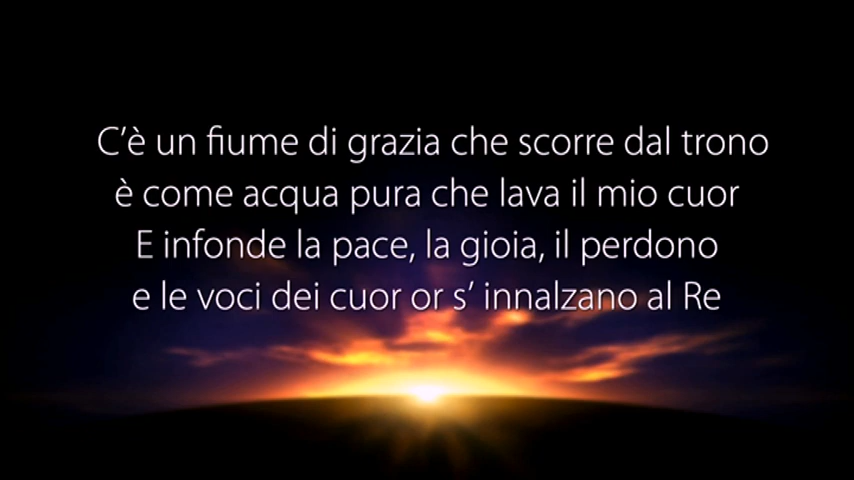 C’è un fiume di grazia che scorre dal trono
è come acqua pura che lava il mio cuor
E infonde la pace, la gioia, il perdono
e le voci dei cuor or s’ innalzano al Re